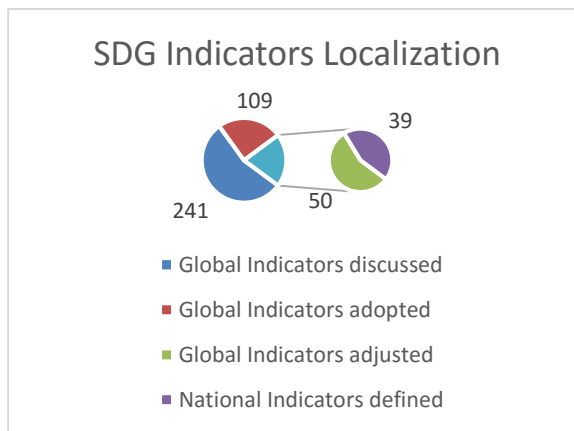 SDG Indicators Localization
109
39
241
50
Global Indicators discussed
Global Indicators adopted
Global Indicators adjusted
National Indicators defined